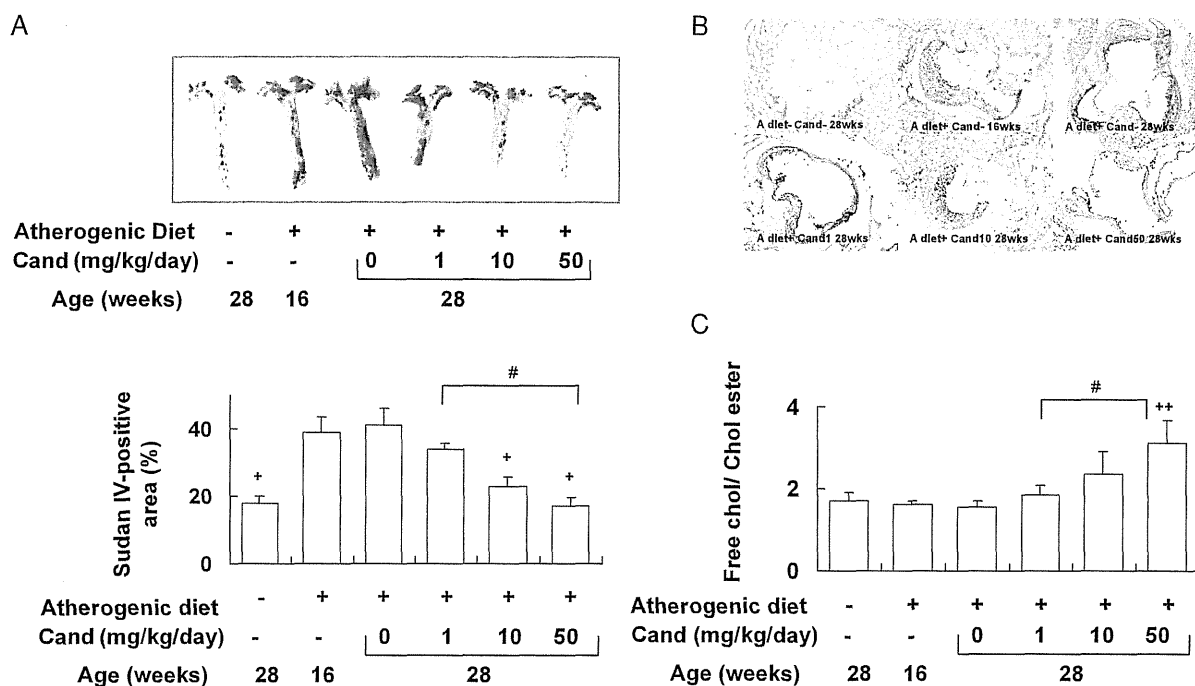 A
Atherogenic Diet - + + + + +
Cand (mg/kg/day) - - 0 1 10 50
Age (weeks) 28 16 28
B
A diet- Cand- 28wks
A diet+ Cand- 16wks
A diet+ Cand- 28wks
A diet+ Cand1 28wks
A diet+ Cand10 28wks
A diet+ Cand50 28wks
Sudan IV-positive
area (%)
40
20
0
+
+
+
#
Atherogenic diet - + + + + +
Cand (mg/kg/day) - - 0 1 10 50
Age (weeks) 28 16 28
C
Free chol/ Chol ester
4
2
0
#
++
Atherogenic diet - + + + + +
Cand (mg/kg/day) - - 0 1 10 50
Age (weeks) 28 16 28